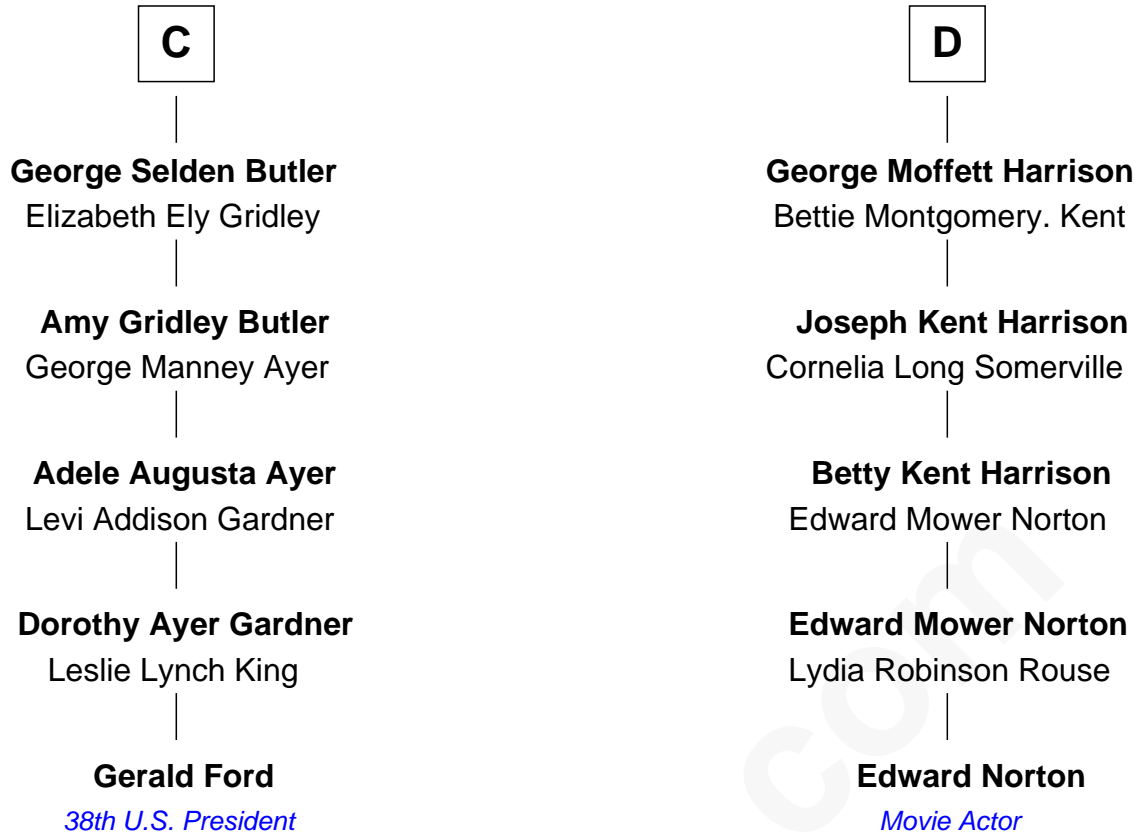 C
George Selden Butler
Elizabeth Ely Gridley
Amy Gridley Butler
George Manney Ayer
Adele Augusta Ayer
Levi Addison Gardner
Dorothy Ayer Gardner
Leslie Lynch King
Gerald Ford
38th U.S. President
D
George Moffett Harrison
Bettie Montgomery. Kent
Joseph Kent Harrison
Cornelia Long Somerville
Betty Kent Harrison
Edward Mower Norton
Edward Mower Norton
Lydia Robinson Rouse
Edward Norton
Movie Actor
com